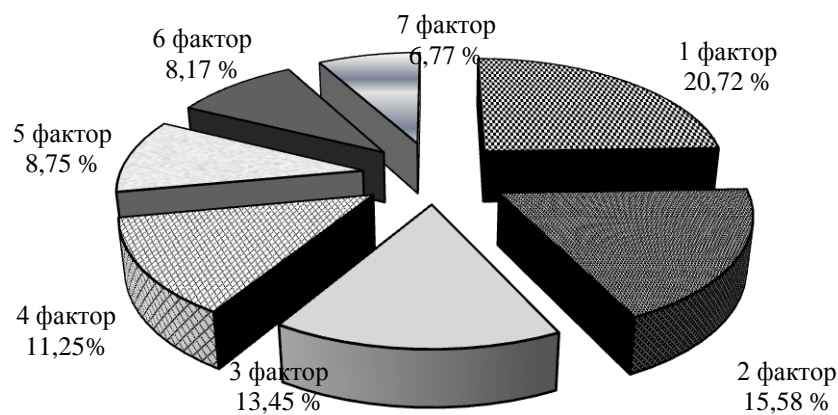 7 фактор
6,77 %
6 фактор
8,17 %
1 фактор
20,72 %
5 фактор
8,75 %
4 фактор
11,25%
3 фактор
13,45 %
2 фактор
15,58 %